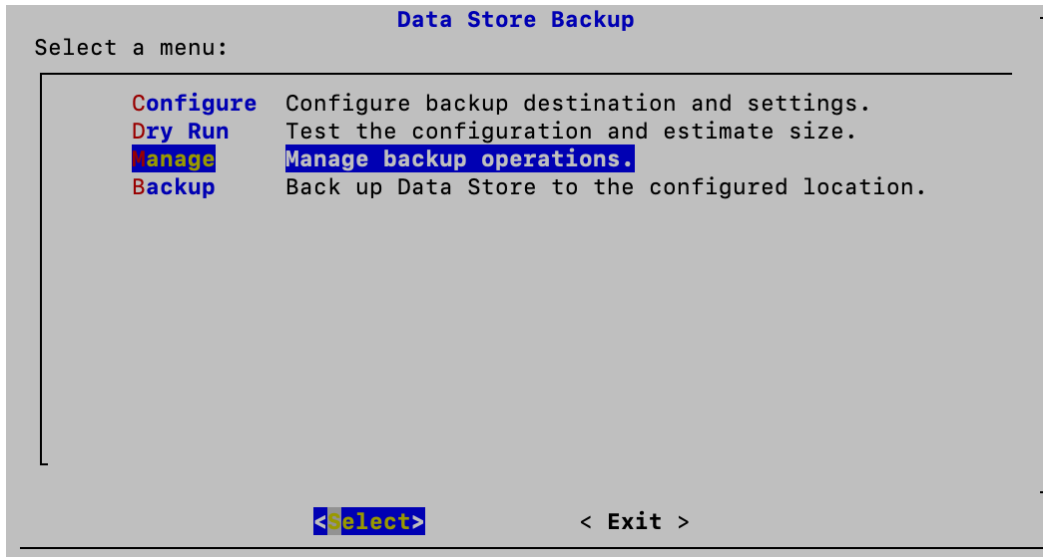 Data Store Backup
Select a menu:
Configure Configure backup destination and settings.
Dry Run Test the configuration and estimate size.
Manage Manage backup operations.
Backup Back up Data Store to the configured location.
<Select> < Exit >